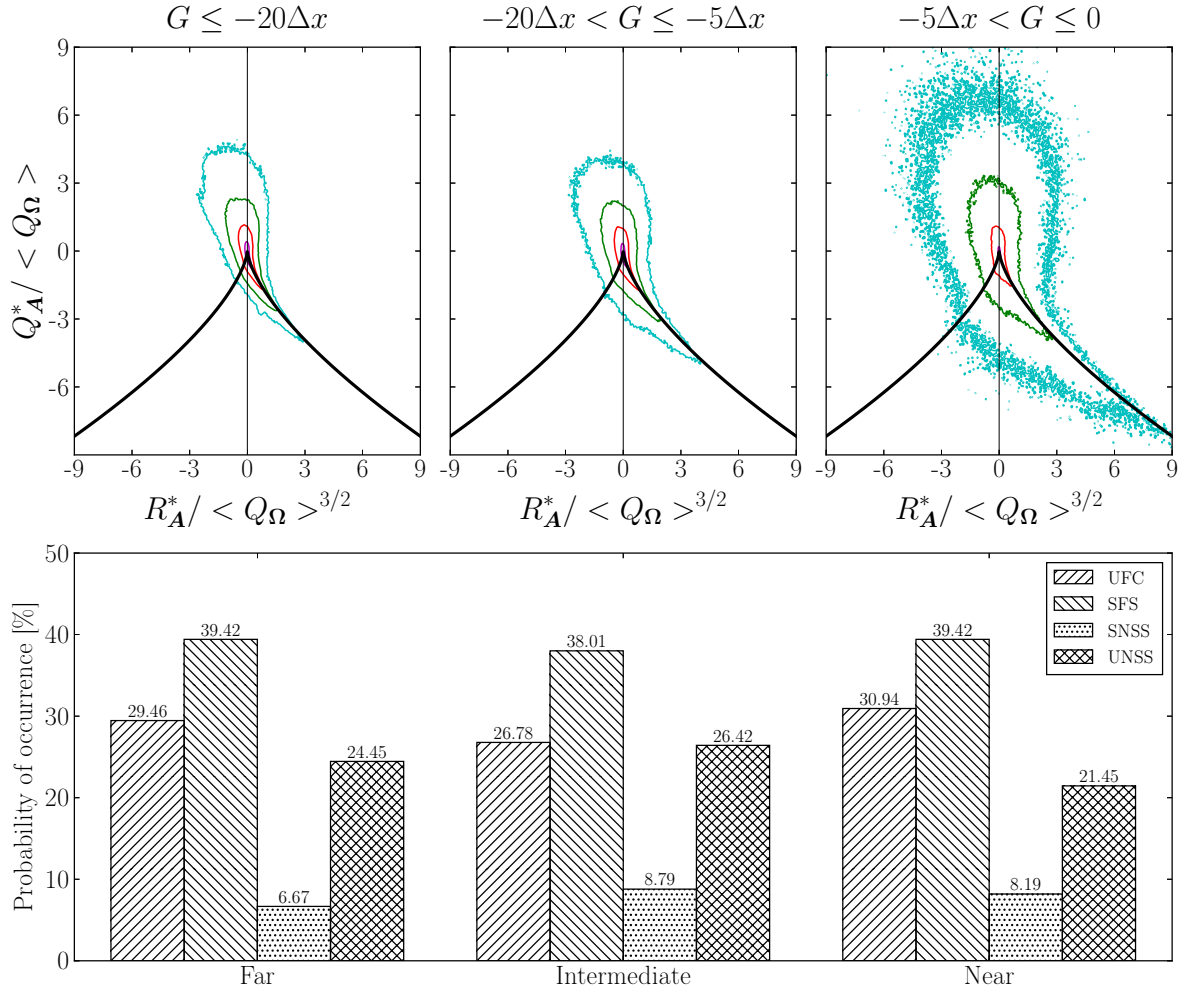 G ≤ −20Δx
−20Δx < G ≤ −5Δx
−5Δx < G ≤ 0
Q*_A / < Q_Ω >
9
6
3
0
-3
-6
-9 -6 -3 0 3 6 9
-9 -6 -3 0 3 6 9
-9 -6 -3 0 3 6 9
R*_A / < Q_Ω >^3/2
R*_A / < Q_Ω >^3/2
R*_A / < Q_Ω >^3/2
Probability of occurrence [%]
50
40
30
20
10
0
UFC
SFS
SNSS
UNSS
29.46
39.42
6.67
24.45
26.78
38.01
8.79
26.42
30.94
39.42
8.19
21.45
Far
Intermediate
Near